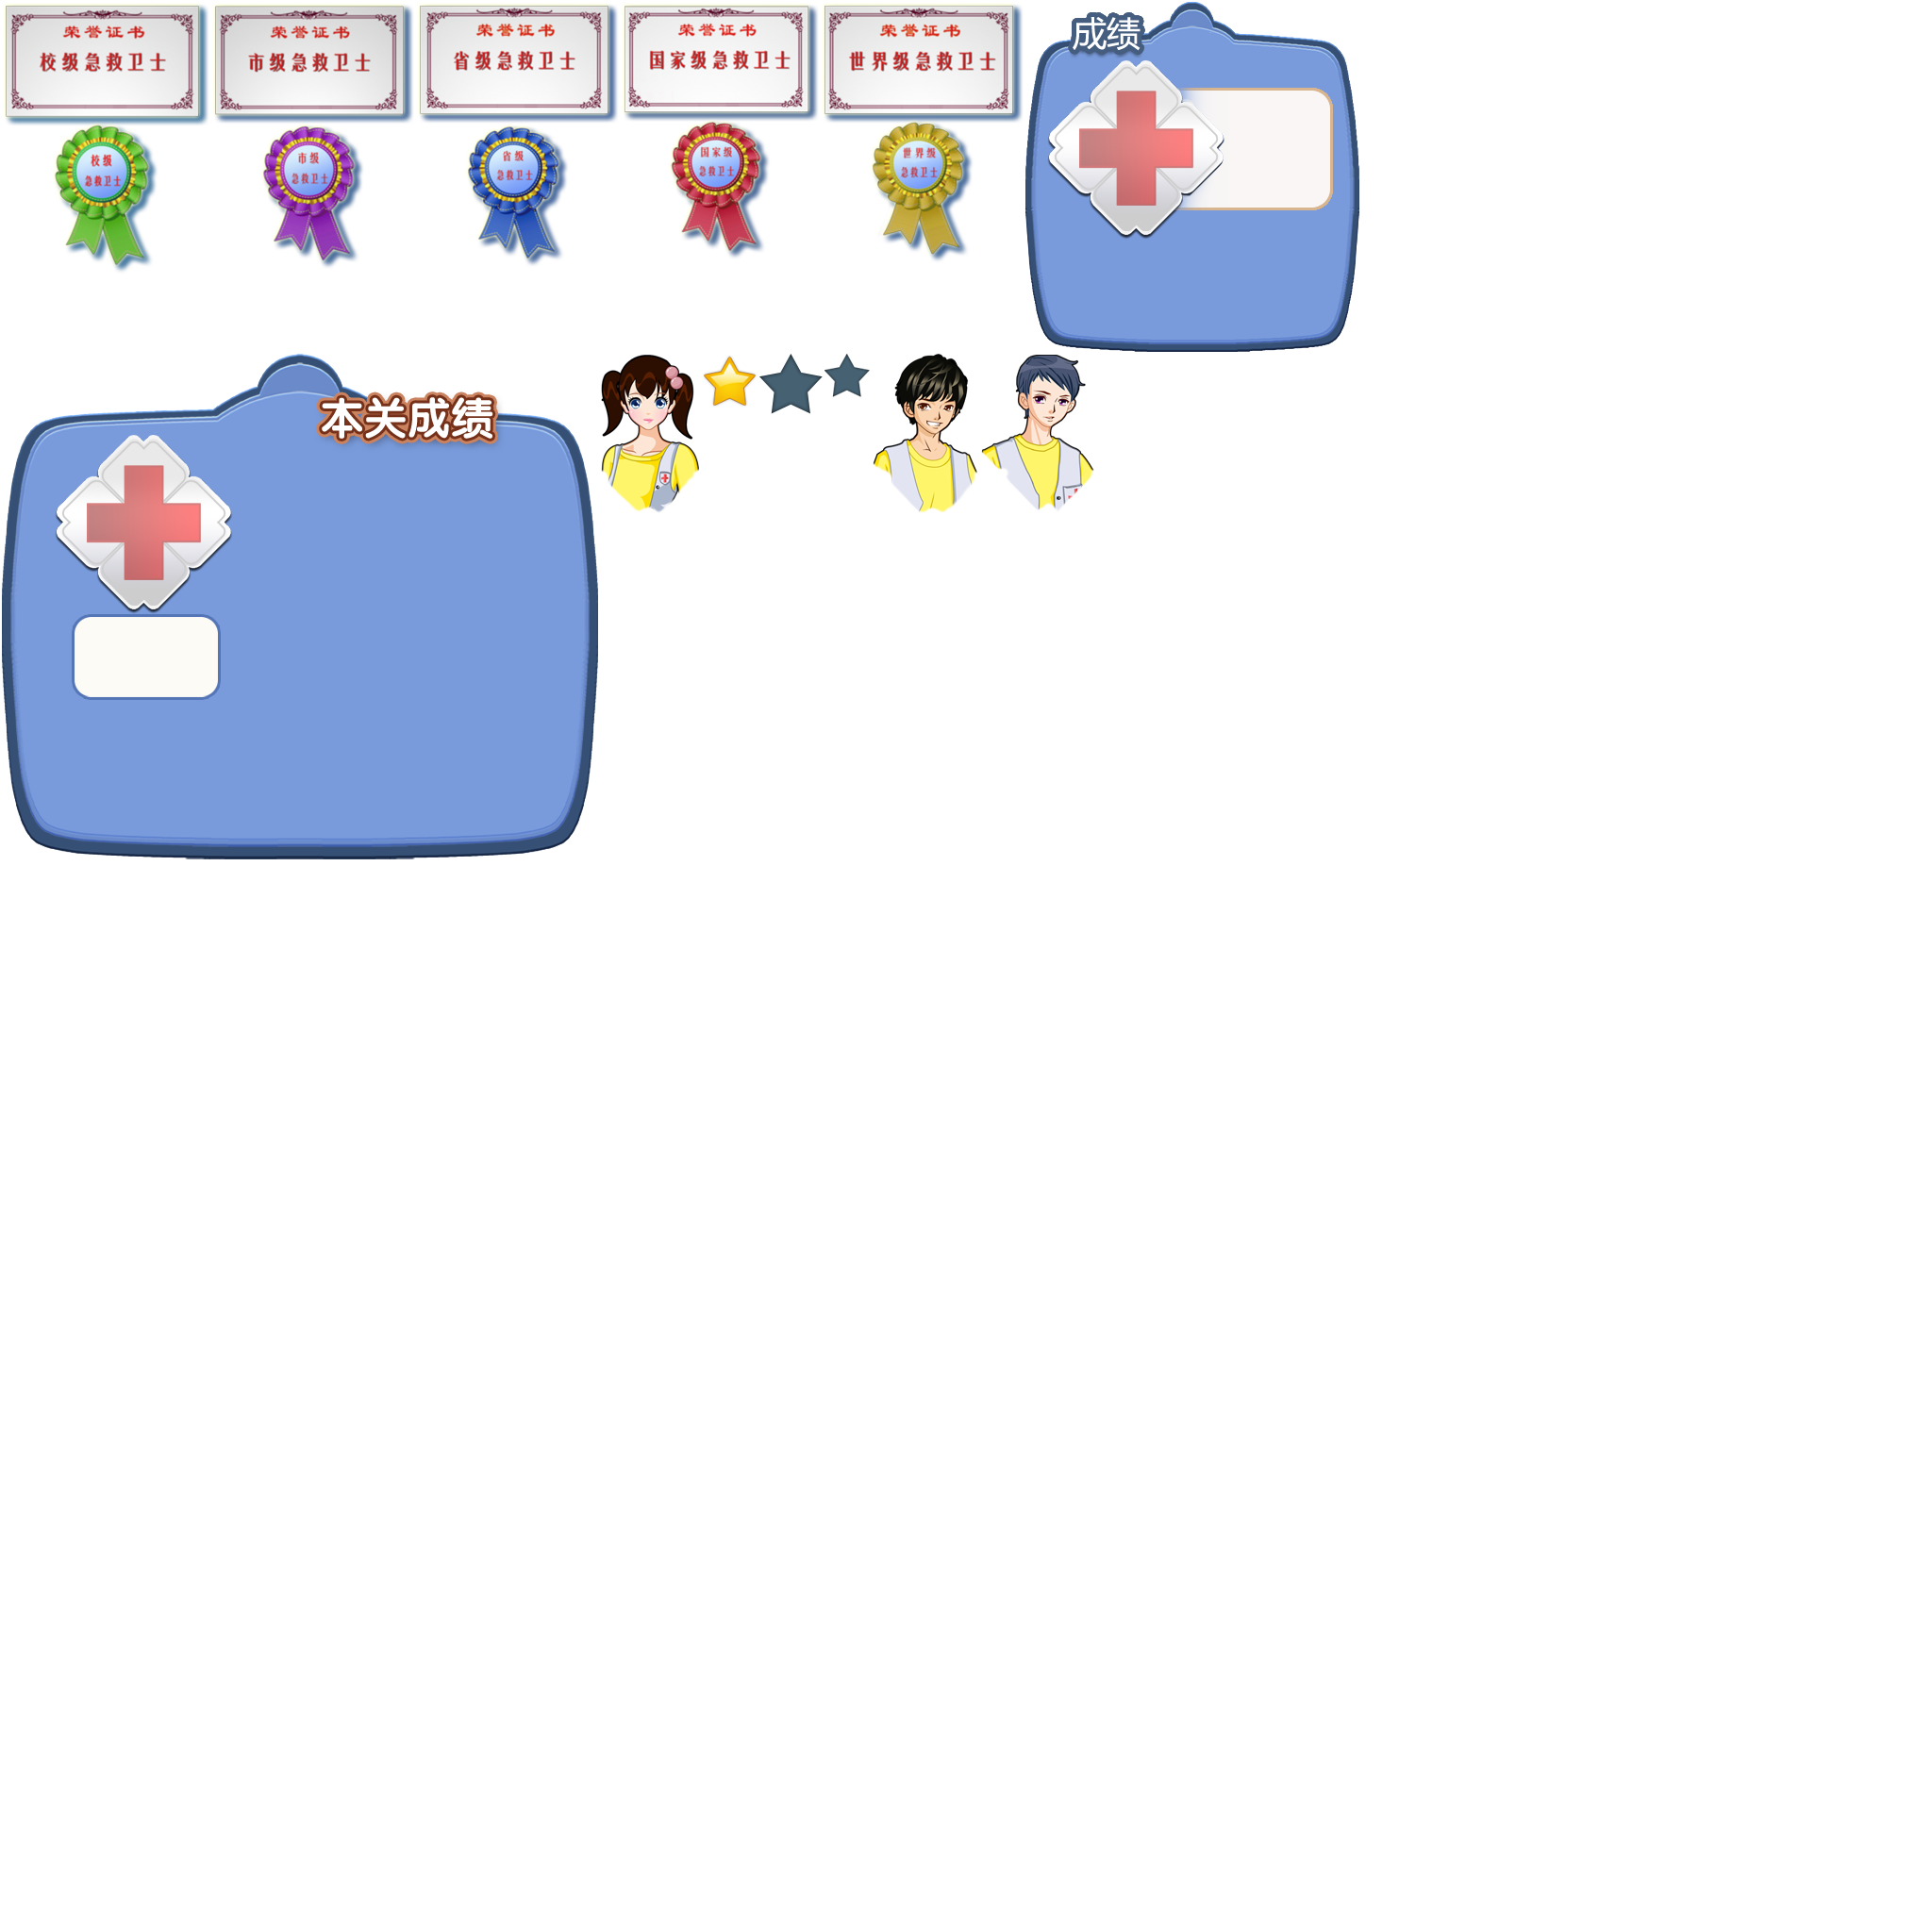 荣誉证书
校级急救卫士
荣誉证书
市级急救卫士
荣誉证书
省级急救卫士
荣誉证书
国家级急救卫士
荣誉证书
世界级急救卫士
成绩
校级
急救卫士
市级
急救卫士
省级
急救卫士
国家级
急救卫士
世界级
急救卫士
本关成绩